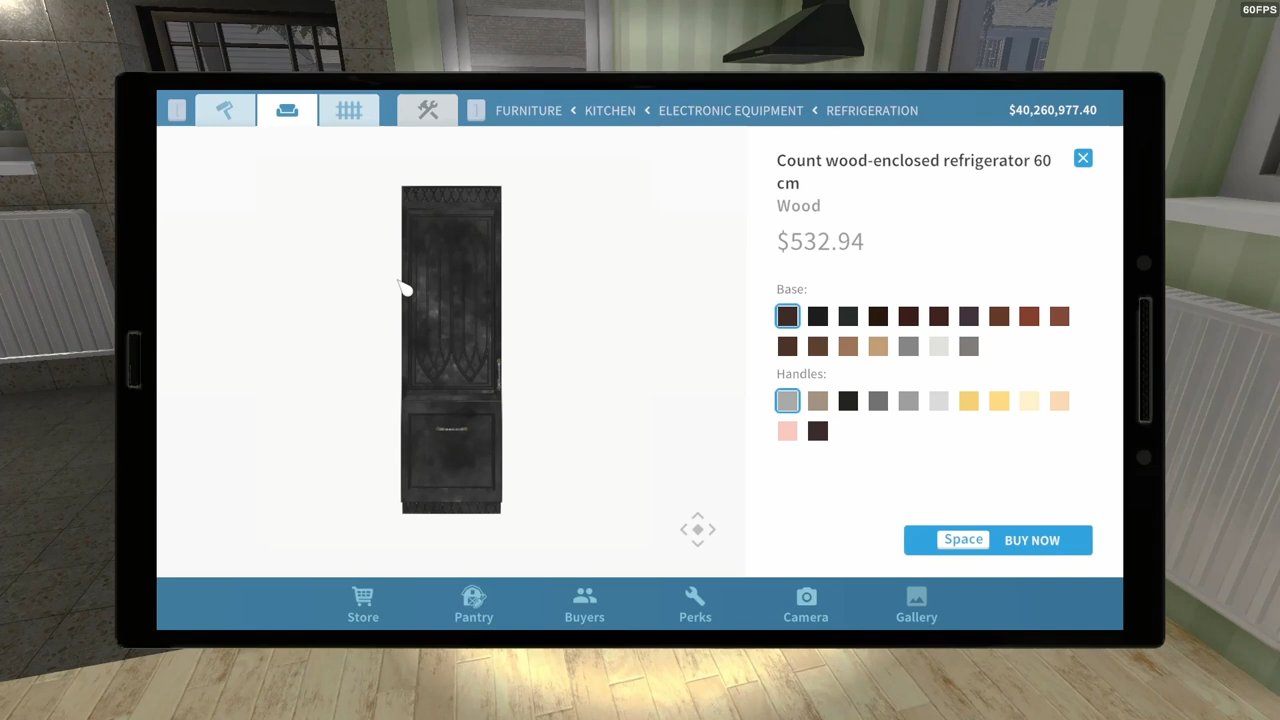 60FPS
FURNITURE < KITCHEN < ELECTRONIC EQUIPMENT < REFRIGERATION
$40,260,977.40
Count wood-enclosed refrigerator 60
cm
Wood
$532.94
Base:
Handles:
Space BUY NOW
Store
Pantry
Buyers
Perks
Camera
Gallery